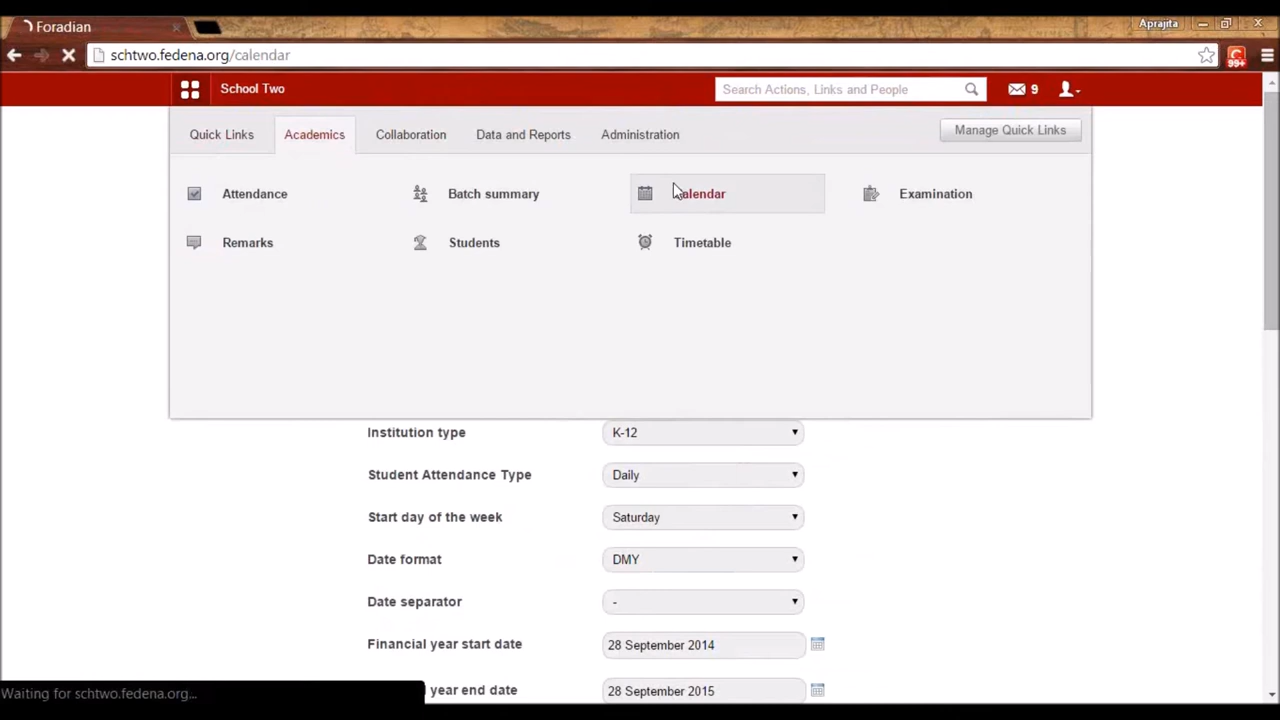 Foradian
Aprajita
schtwo.fedena.org/calendar
99+
School Two
Search Actions, Links and People
9
Quick Links
Academics
Collaboration
Data and Reports
Administration
Manage Quick Links
Attendance
Batch summary
Calendar
Examination
Remarks
Students
Timetable
Institution type
K-12
Student Attendance Type
Daily
Start day of the week
Saturday
Date format
DMY
Date separator
-
Financial year start date
28 September 2014
year end date
28 September 2015
Waiting for schtwo.fedena.org...